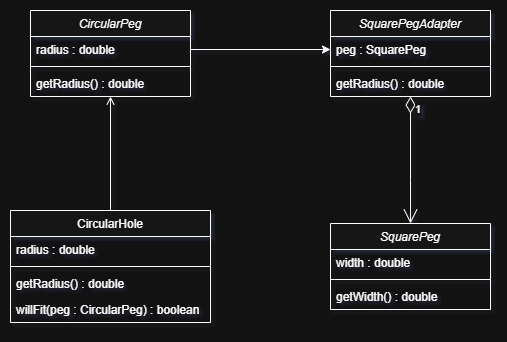 CircularPeg
radius : double
getRadius() : double
SquarePegAdapter
peg : SquarePeg
getRadius() : double
1
CircularHole
radius : double
getRadius() : double
willFit(peg : CircularPeg) : boolean
SquarePeg
width : double
getWidth() : double